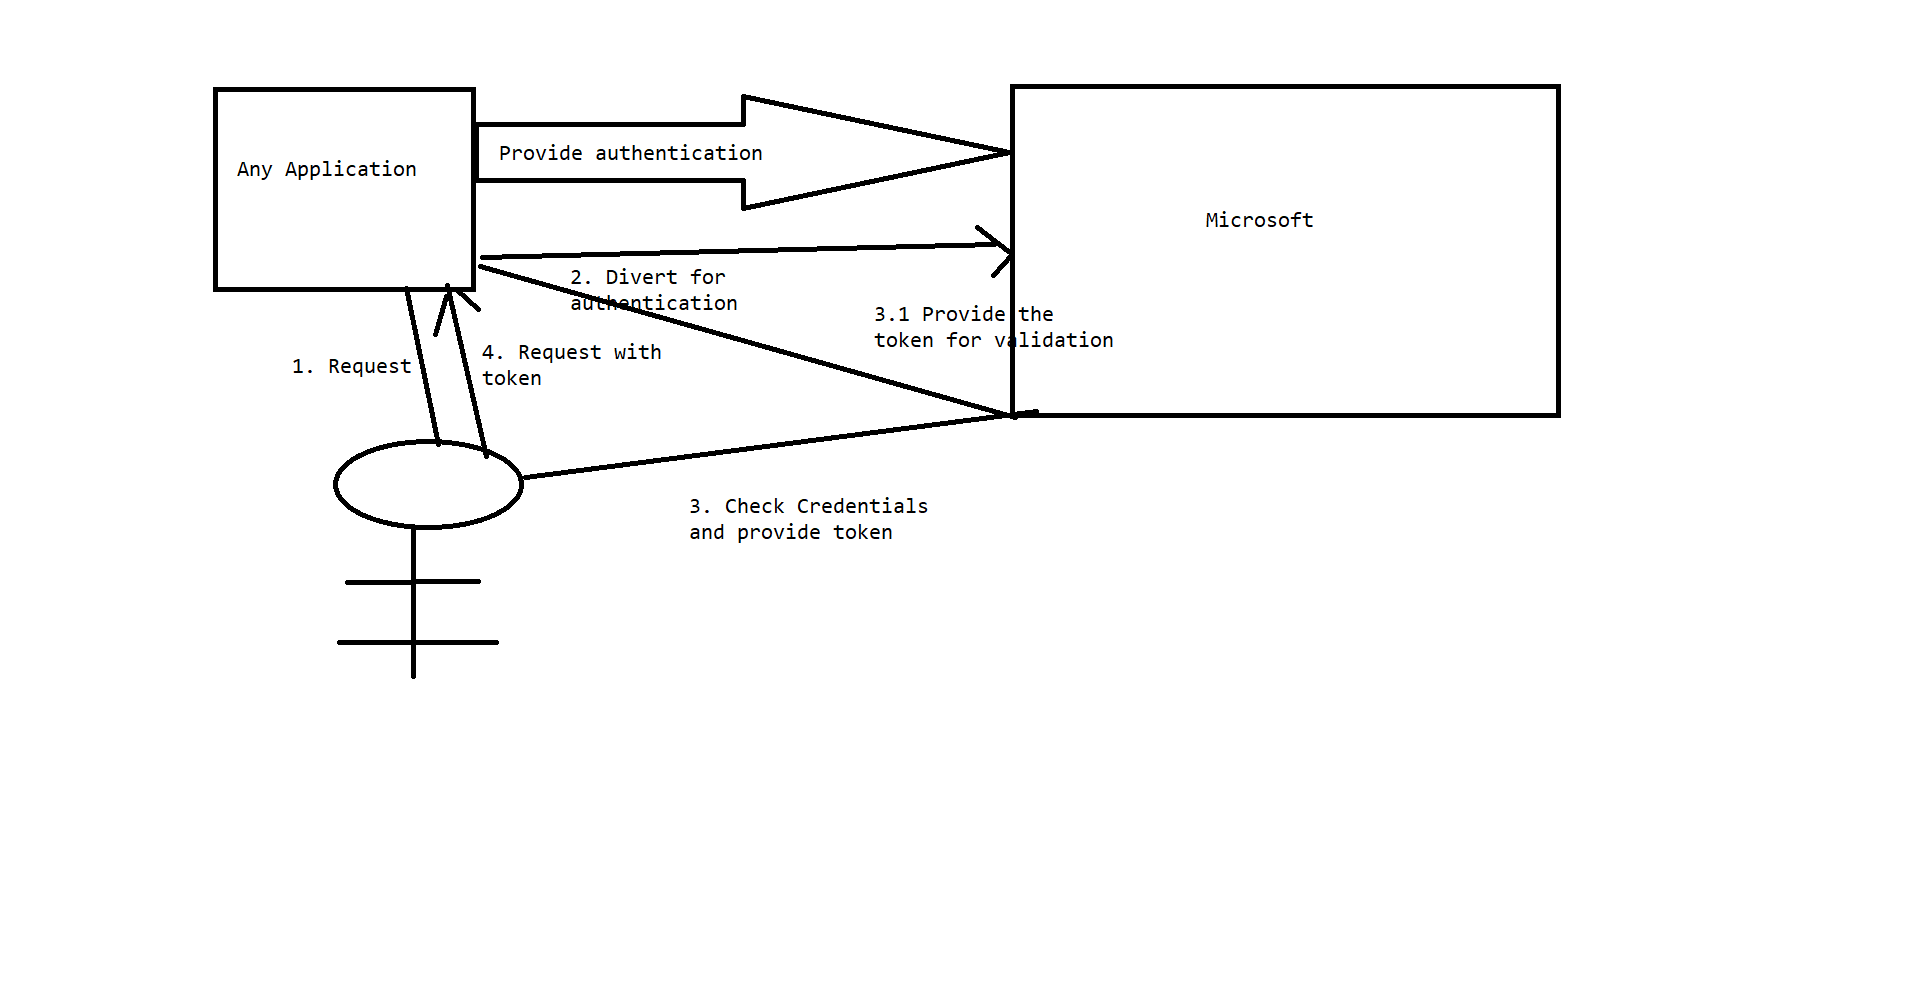 Any Application
Provide authentication
Microsoft
2. Divert for
authentication
3.1 Provide the
token for validation
1. Request
4. Request with
token
3. Check Credentials
and provide token